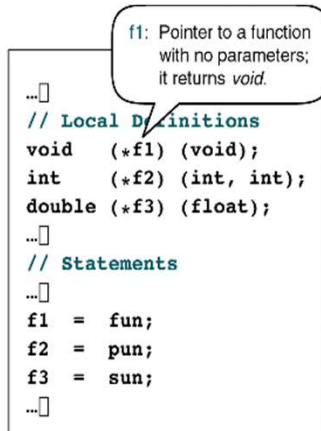 f1: Pointer to a function
with no parameters;
it returns void.
...▯
// Local Definitions
void (*f1) (void);
int (*f2) (int, int);
double (*f3) (float);
...▯
// Statements
...▯
f1 = fun;
f2 = pun;
f3 = sun;
...▯